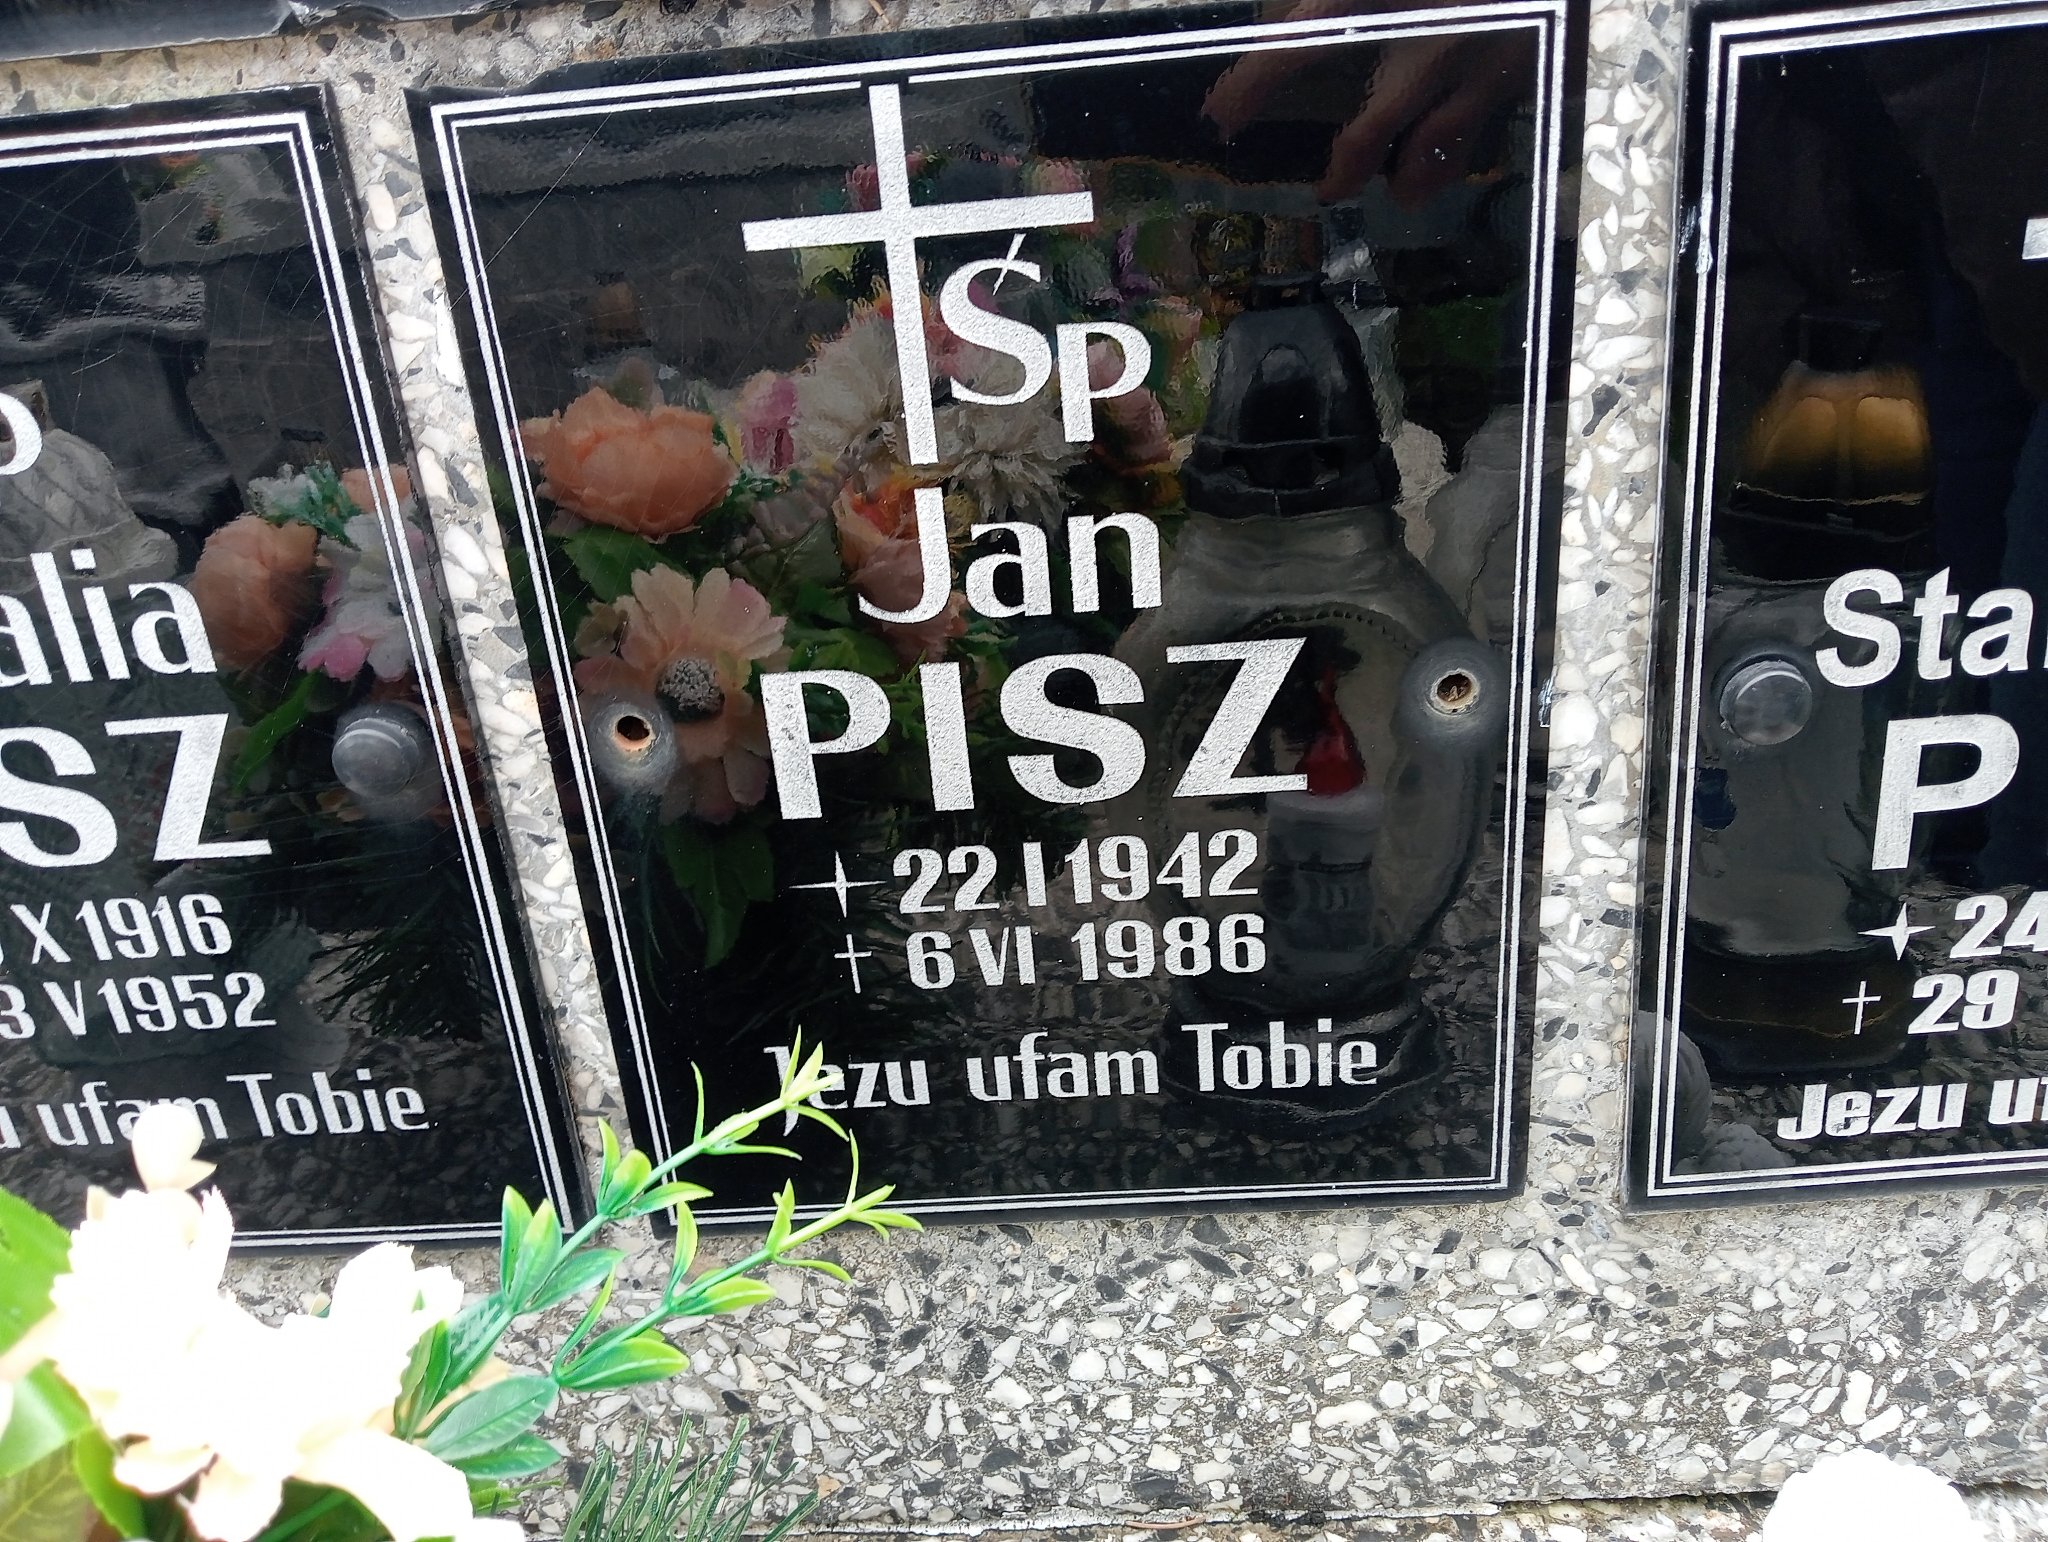 alia
SZ
X 1916
3 V 1952
ufam Tobie
Śp
Jan
PISZ
22 I 1942
6 VI 1986
Jezu ufam Tobie
Sta
P
24
29
Jezu u